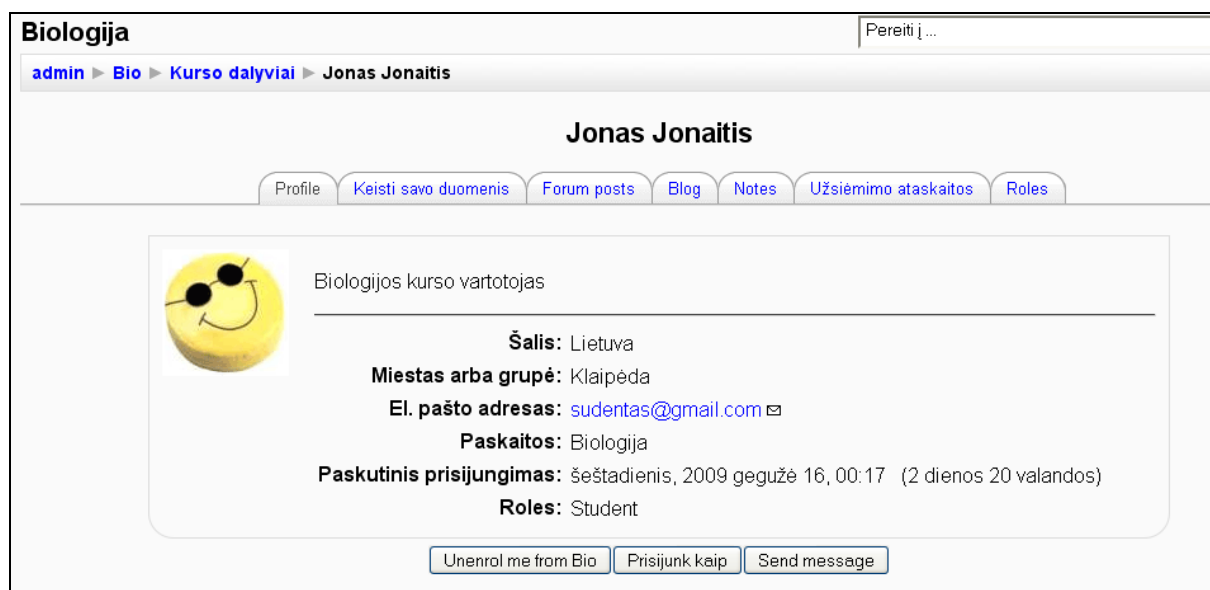 Biologija
Pereiti į ...
admin ► Bio ► Kurso dalyviai ► Jonas Jonaitis
Jonas Jonaitis
Profile Keisti savo duomenis Forum posts Blog Notes Užsiėmimo ataskaitos Roles
Biologijos kurso vartotojas
Šalis: Lietuva
Miestas arba grupė: Klaipėda
El. pašto adresas: sudentas@gmail.com
Paskaitos: Biologija
Paskutinis prisijungimas: šeštadienis, 2009 gegužė 16, 00:17 (2 dienos 20 valandos)
Roles: Student
Unenrol me from Bio Prisijunk kaip Send message